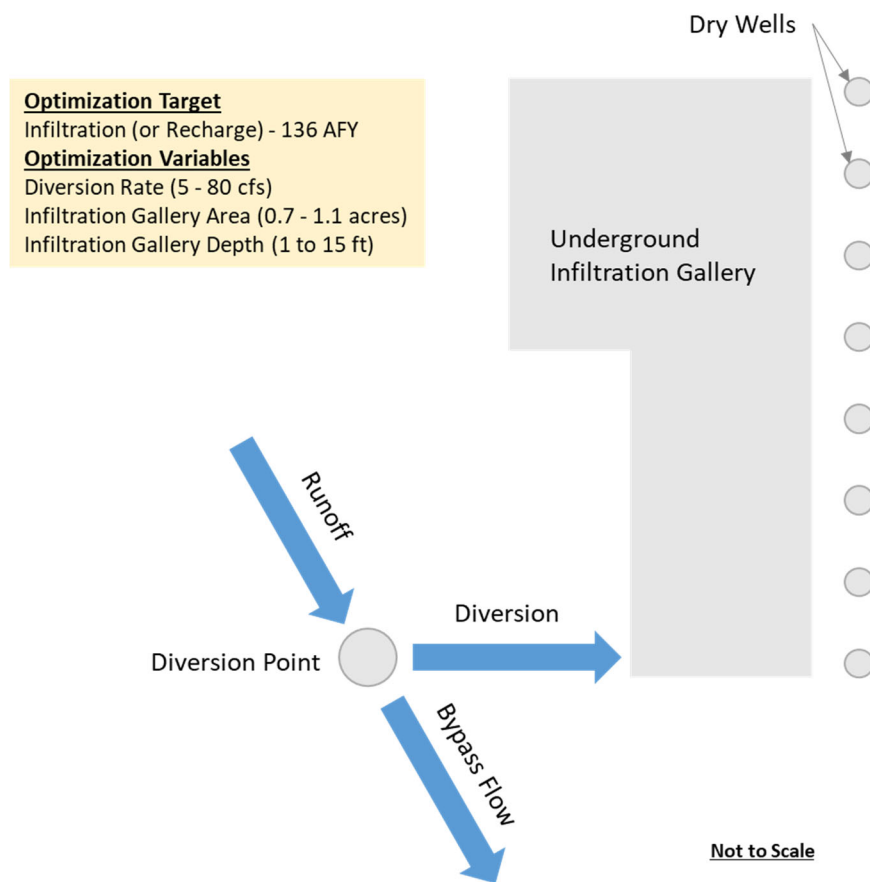 Dry Wells
Optimization Target
Infiltration (or Recharge) - 136 AFY
Optimization Variables
Diversion Rate (5 - 80 cfs)
Infiltration Gallery Area (0.7 - 1.1 acres)
Infiltration Gallery Depth (1 to 15 ft)
Underground
Infiltration Gallery
Runoff
Diversion
Diversion Point
Bypass Flow
Not to Scale